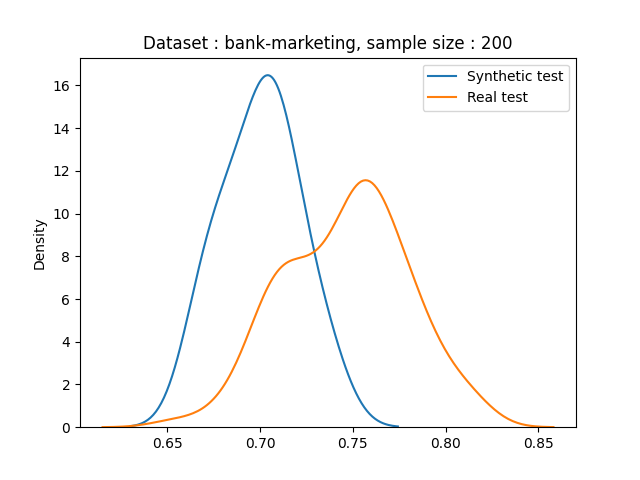 Dataset : bank-marketing, sample size : 200
Synthetic test
Real test
Density
16
14
12
10
8
6
4
2
0
0.65 0.70 0.75 0.80 0.85